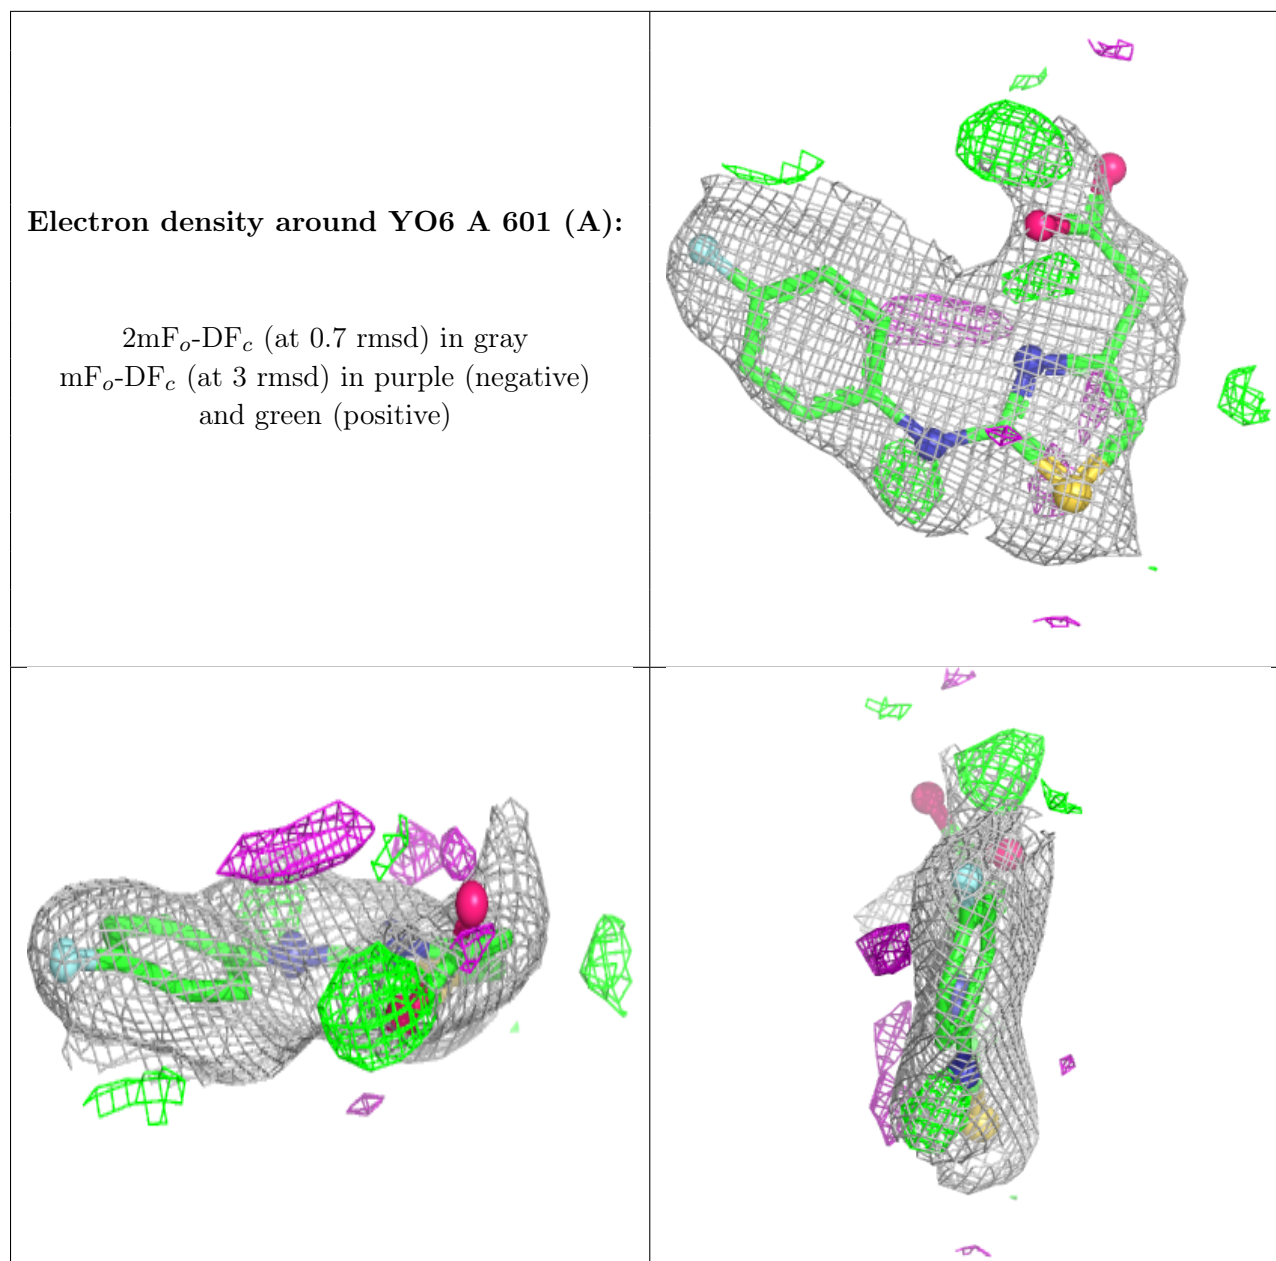 Electron density around YO6 A 601 (A):
2mFo-DFc (at 0.7 rmsd) in gray
mFo-DFc (at 3 rmsd) in purple (negative)
and green (positive)